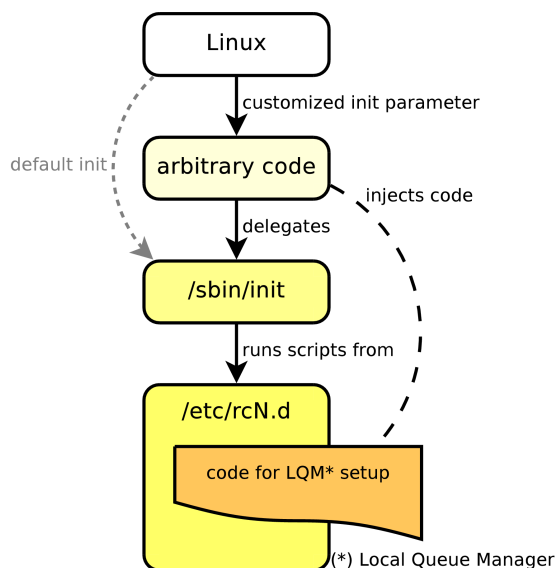 Linux
customized init parameter
default init
arbitrary code
injects code
delegates
/sbin/init
runs scripts from
/etc/rcN.d
code for LQM* setup
(*) Local Queue Manager